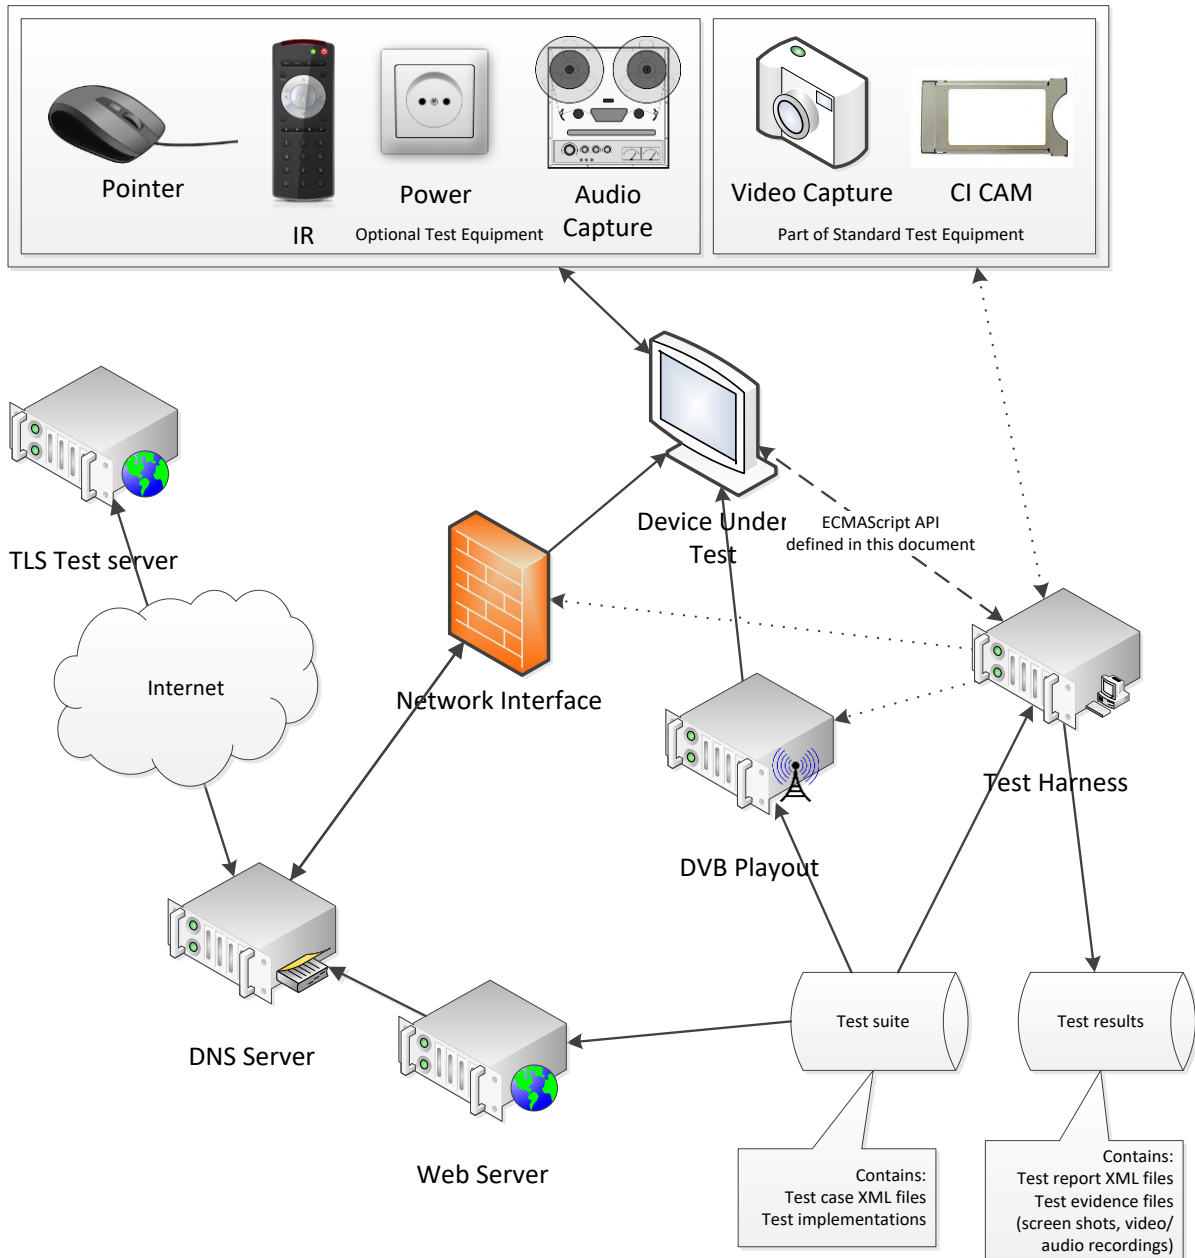 Pointer
IR
Power
Audio
Capture
Optional Test Equipment
Video Capture
CI CAM
Part of Standard Test Equipment
TLS Test server
Device Under
Test
ECMAScript API
defined in this document
Internet
Network Interface
Test Harness
DVB Playout
DNS Server
Web Server
Test suite
Test results
Contains:
Test case XML files
Test implementations
Contains:
Test report XML files
Test evidence files
(screen shots, video/
audio recordings)